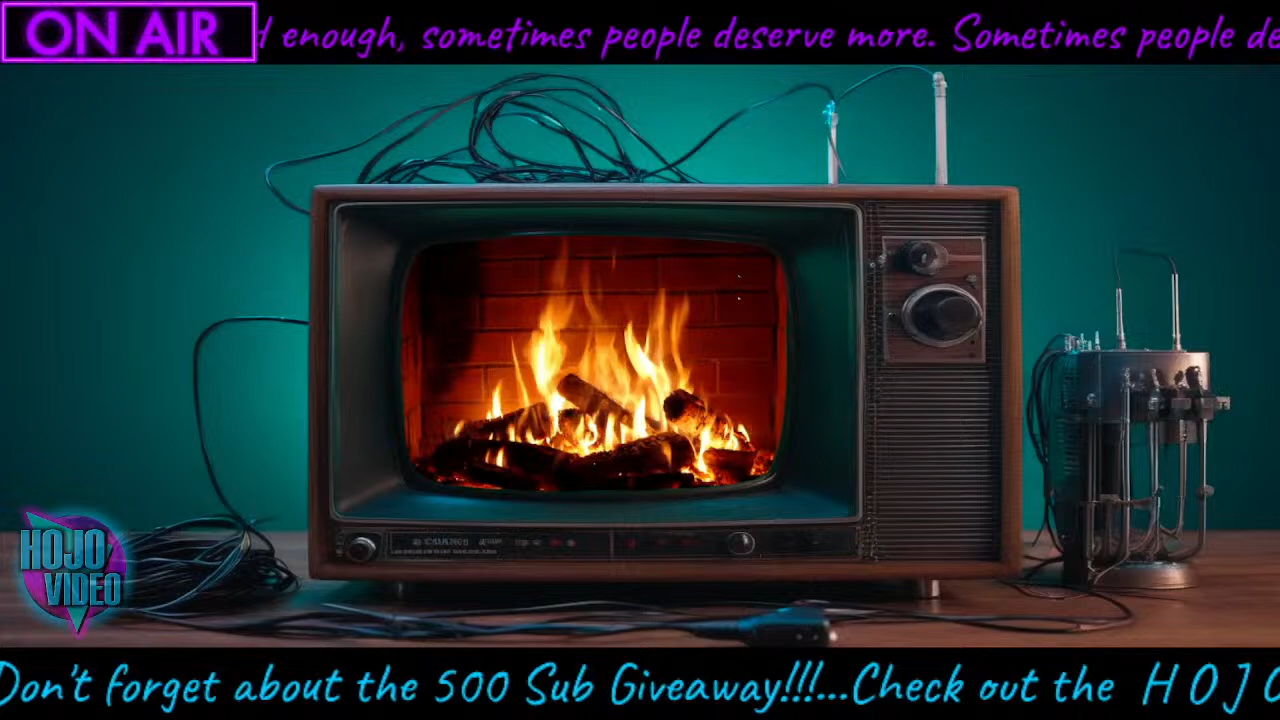 ON AIR
enough, sometimes people deserve more. Sometimes people de
HOJO
VIDEO
Don't forget about the 500 Sub Giveaway!!!...Check out the H O J O